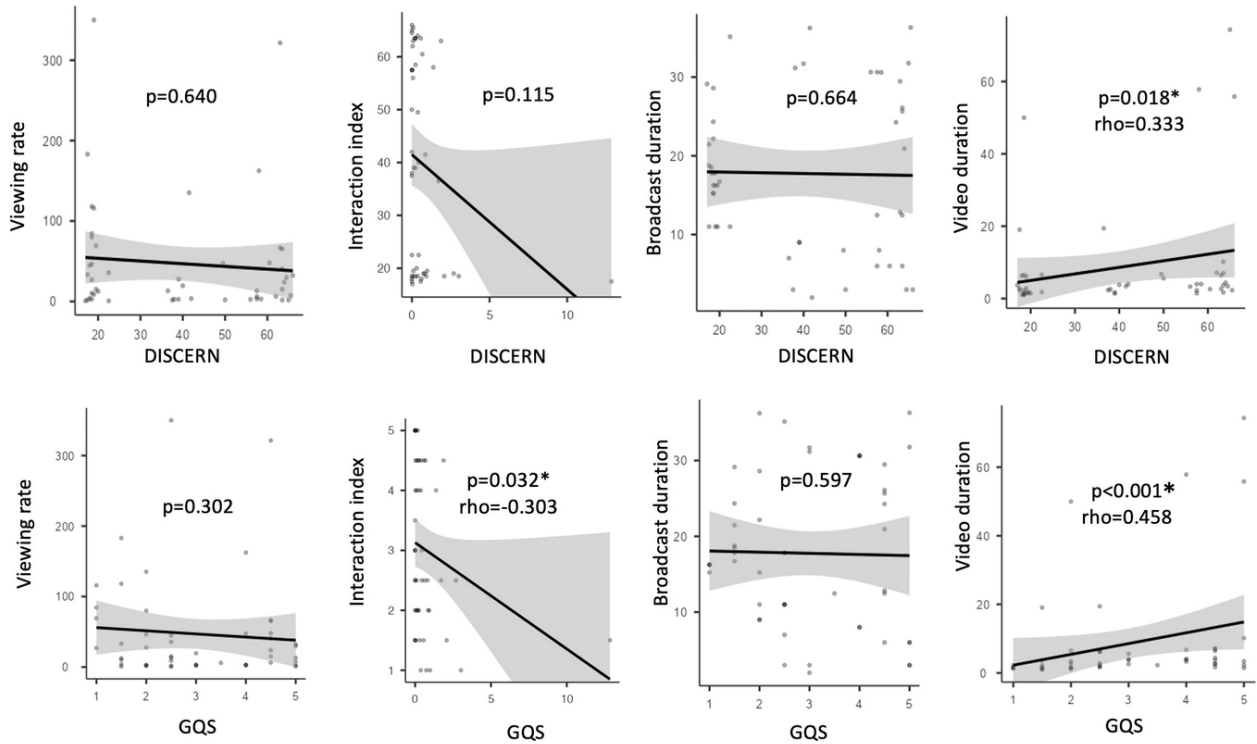 Viewing rate
300
200
100
0
p=0.640
20 30 40 50 60
DISCERN
Interaction index
60
50
40
30
20
p=0.115
0 5 10
DISCERN
Broadcast duration
30
20
10
p=0.664
20 30 40 50 60
DISCERN
Video duration
60
40
20
0
p=0.018*
rho=0.333
20 30 40 50 60
DISCERN
Viewing rate
300
200
100
0
p=0.302
1 2 3 4 5
GQS
Interaction index
5
4
3
2
1
p=0.032*
rho=-0.303
0 5 10
GQS
Broadcast duration
30
20
10
p=0.597
1 2 3 4 5
GQS
Video duration
60
40
20
0
p<0.001*
rho=0.458
1 2 3 4 5
GQS